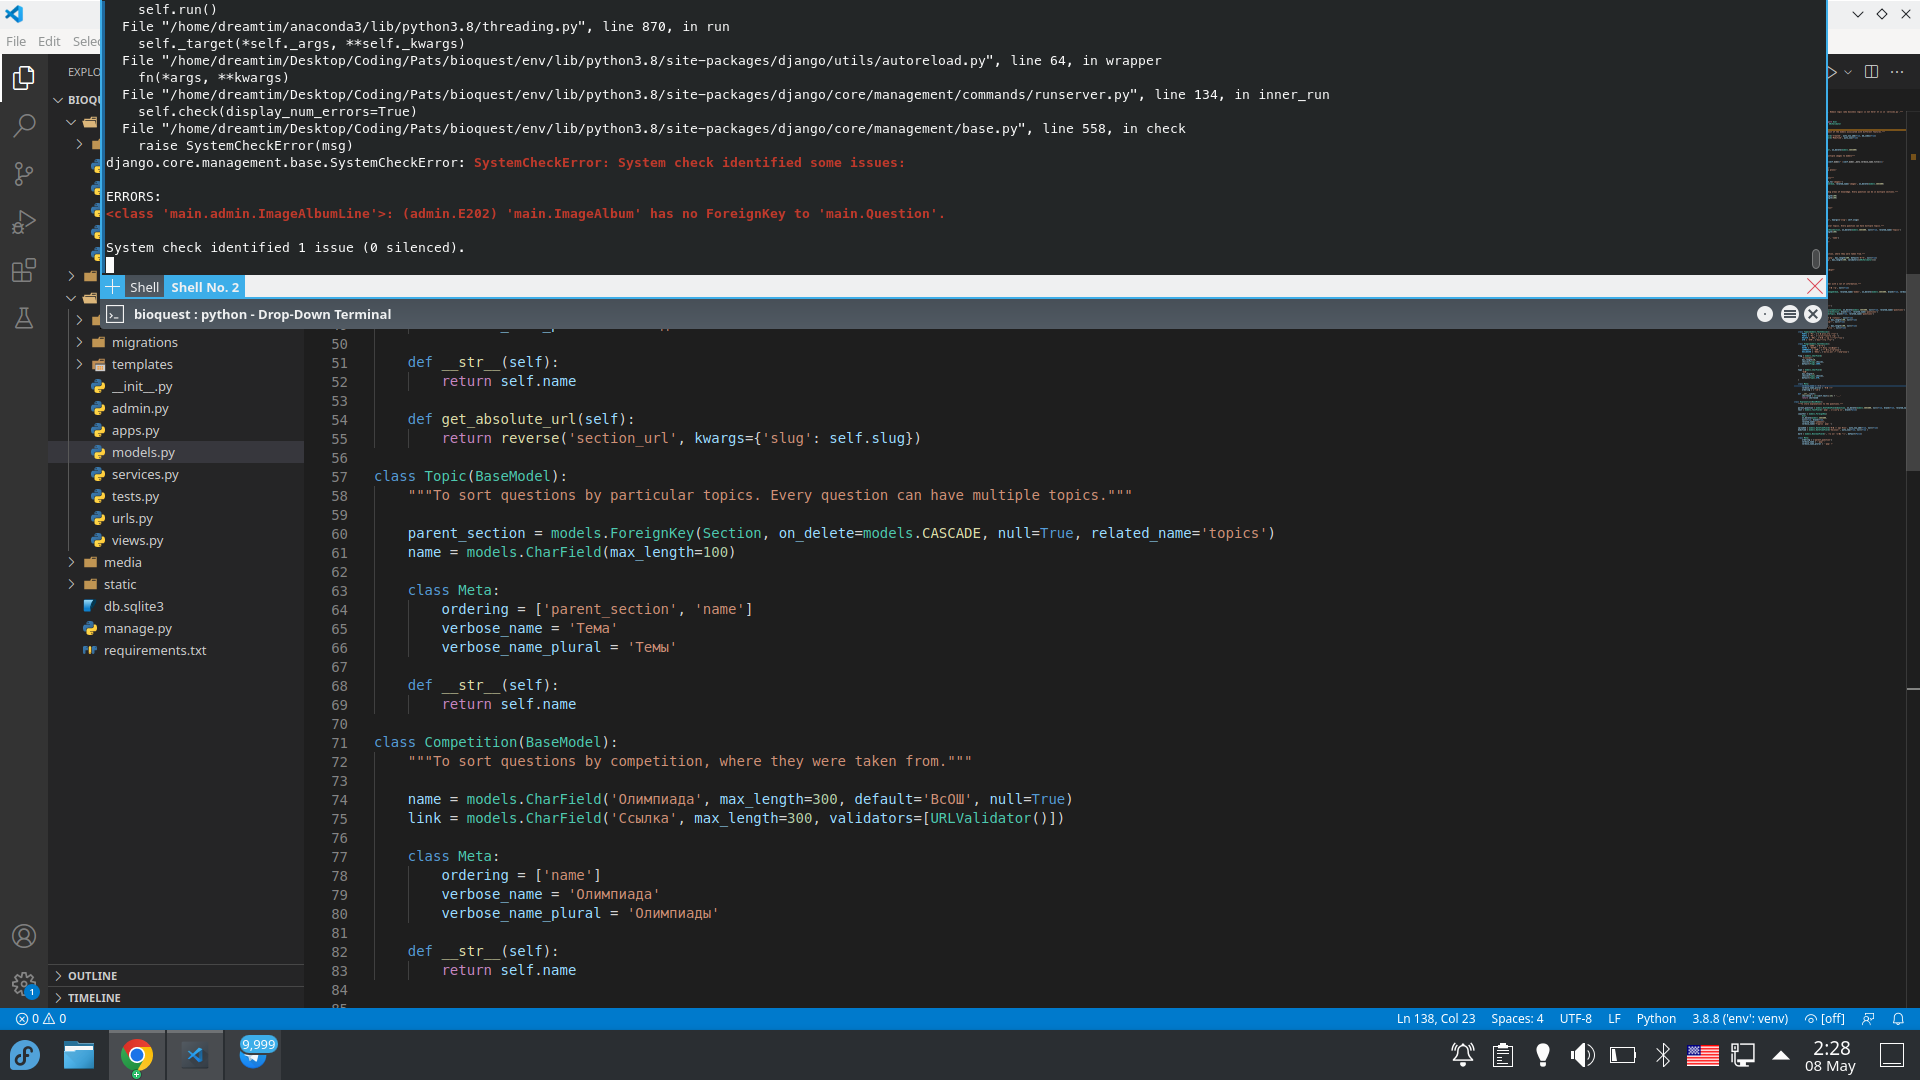 self.run()
File "/home/dreamtim/anaconda3/lib/python3.8/threading.py", line 870, in run
self._target(*self._args, **self._kwargs)
File "/home/dreamtim/Desktop/Coding/Pats/bioquest/env/lib/python3.8/site-packages/django/utils/autoreload.py", line 64, in wrapper
fn(*args, **kwargs)
File "/home/dreamtim/Desktop/Coding/Pats/bioquest/env/lib/python3.8/site-packages/django/core/management/commands/runserver.py", line 134, in inner_run
self.check(display_num_errors=True)
File "/home/dreamtim/Desktop/Coding/Pats/bioquest/env/lib/python3.8/site-packages/django/core/management/base.py", line 558, in check
raise SystemCheckError(msg)
django.core.management.base.SystemCheckError: SystemCheckError: System check identified some issues:
ERRORS:
<class 'main.admin.ImageAlbumLine'>: (admin.E202) 'main.ImageAlbum' has no ForeignKey to 'main.Question'.
System check identified 1 issue (0 silenced).
Shell
Shell No. 2
bioquest : python - Drop-Down Terminal
File Edit Selec
EXPLO
BIOQU
migrations
templates
__init__.py
admin.py
apps.py
models.py
services.py
tests.py
urls.py
views.py
media
static
db.sqlite3
manage.py
requirements.txt
OUTLINE
TIMELINE
50
51 def __str__(self):
52 return self.name
53
54 def get_absolute_url(self):
55 return reverse('section_url', kwargs={'slug': self.slug})
56
57 class Topic(BaseModel):
58 """To sort questions by particular topics. Every question can have multiple topics."""
59
60 parent_section = models.ForeignKey(Section, on_delete=models.CASCADE, null=True, related_name='topics')
61 name = models.CharField(max_length=100)
62
63 class Meta:
64 ordering = ['parent_section', 'name']
65 verbose_name = 'Тема'
66 verbose_name_plural = 'Темы'
67
68 def __str__(self):
69 return self.name
70
71 class Competition(BaseModel):
72 """To sort questions by competition, where they were taken from."""
73
74 name = models.CharField('Олимпиада', max_length=300, default='ВсОШ', null=True)
75 link = models.CharField('Ссылка', max_length=300, validators=[URLValidator()])
76
77 class Meta:
78 ordering = ['name']
79 verbose_name = 'Олимпиада'
80 verbose_name_plural = 'Олимпиады'
81
82 def __str__(self):
83 return self.name
84
0 0
Ln 138, Col 23 Spaces: 4 UTF-8 LF Python 3.8.8 ('env': venv) [off]
1
9,999
2:28
08 May